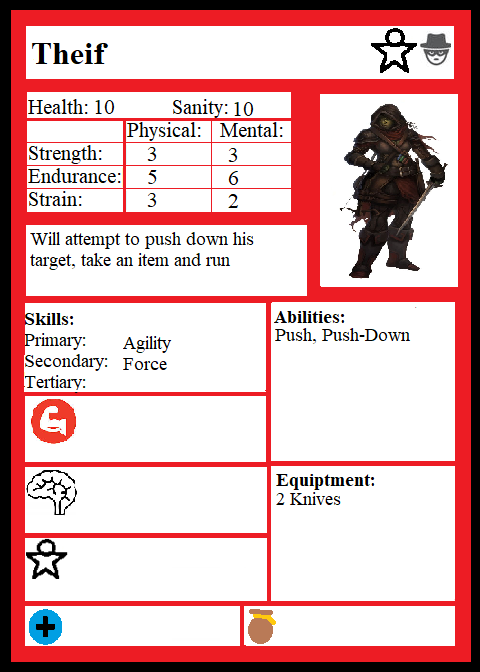 Theif
Health: 10 Sanity: 10
Physical: Mental:
Strength: 3 3
Endurance: 5 6
Strain: 3 2
Will attempt to push down his
target, take an item and run
Skills:
Primary: Agility
Secondary: Force
Tertiary:
Abilities:
Push, Push-Down
Equiptment:
2 Knives